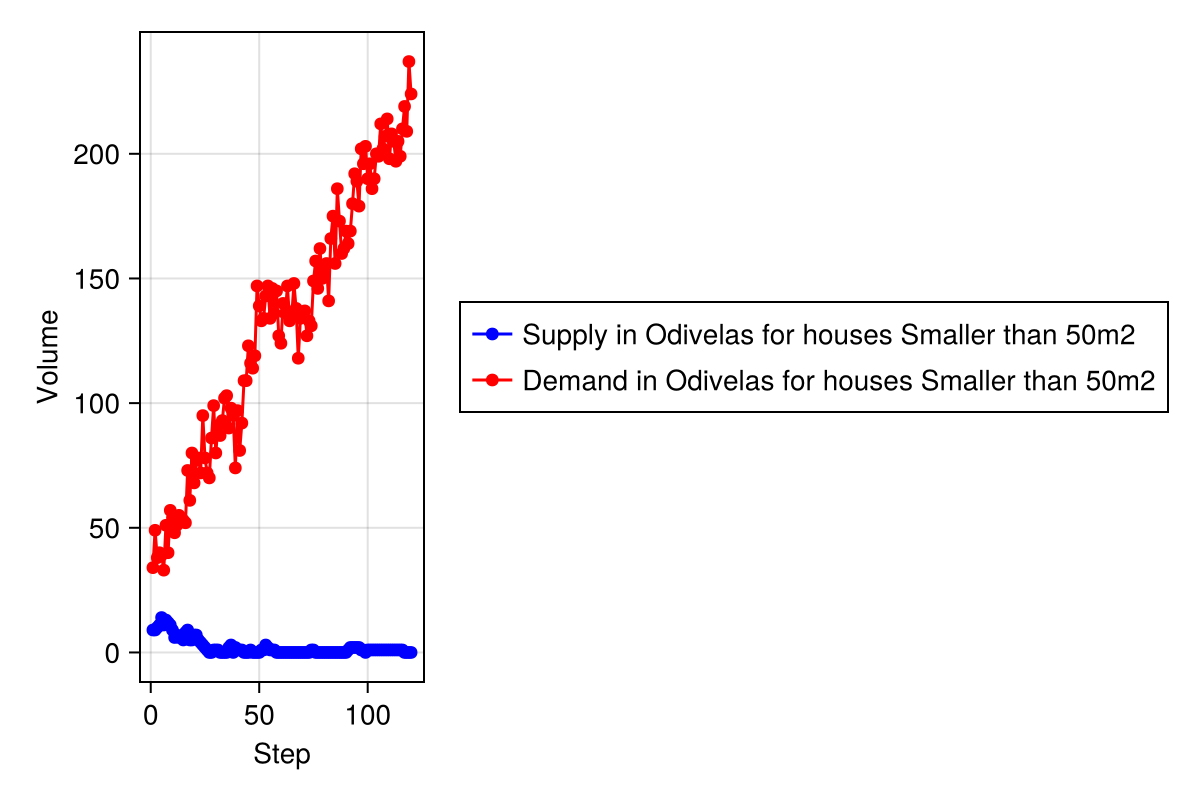 Volume
200
150
100
50
0
0 50 100
Step
Supply in Odivelas for houses Smaller than 50m2
Demand in Odivelas for houses Smaller than 50m2